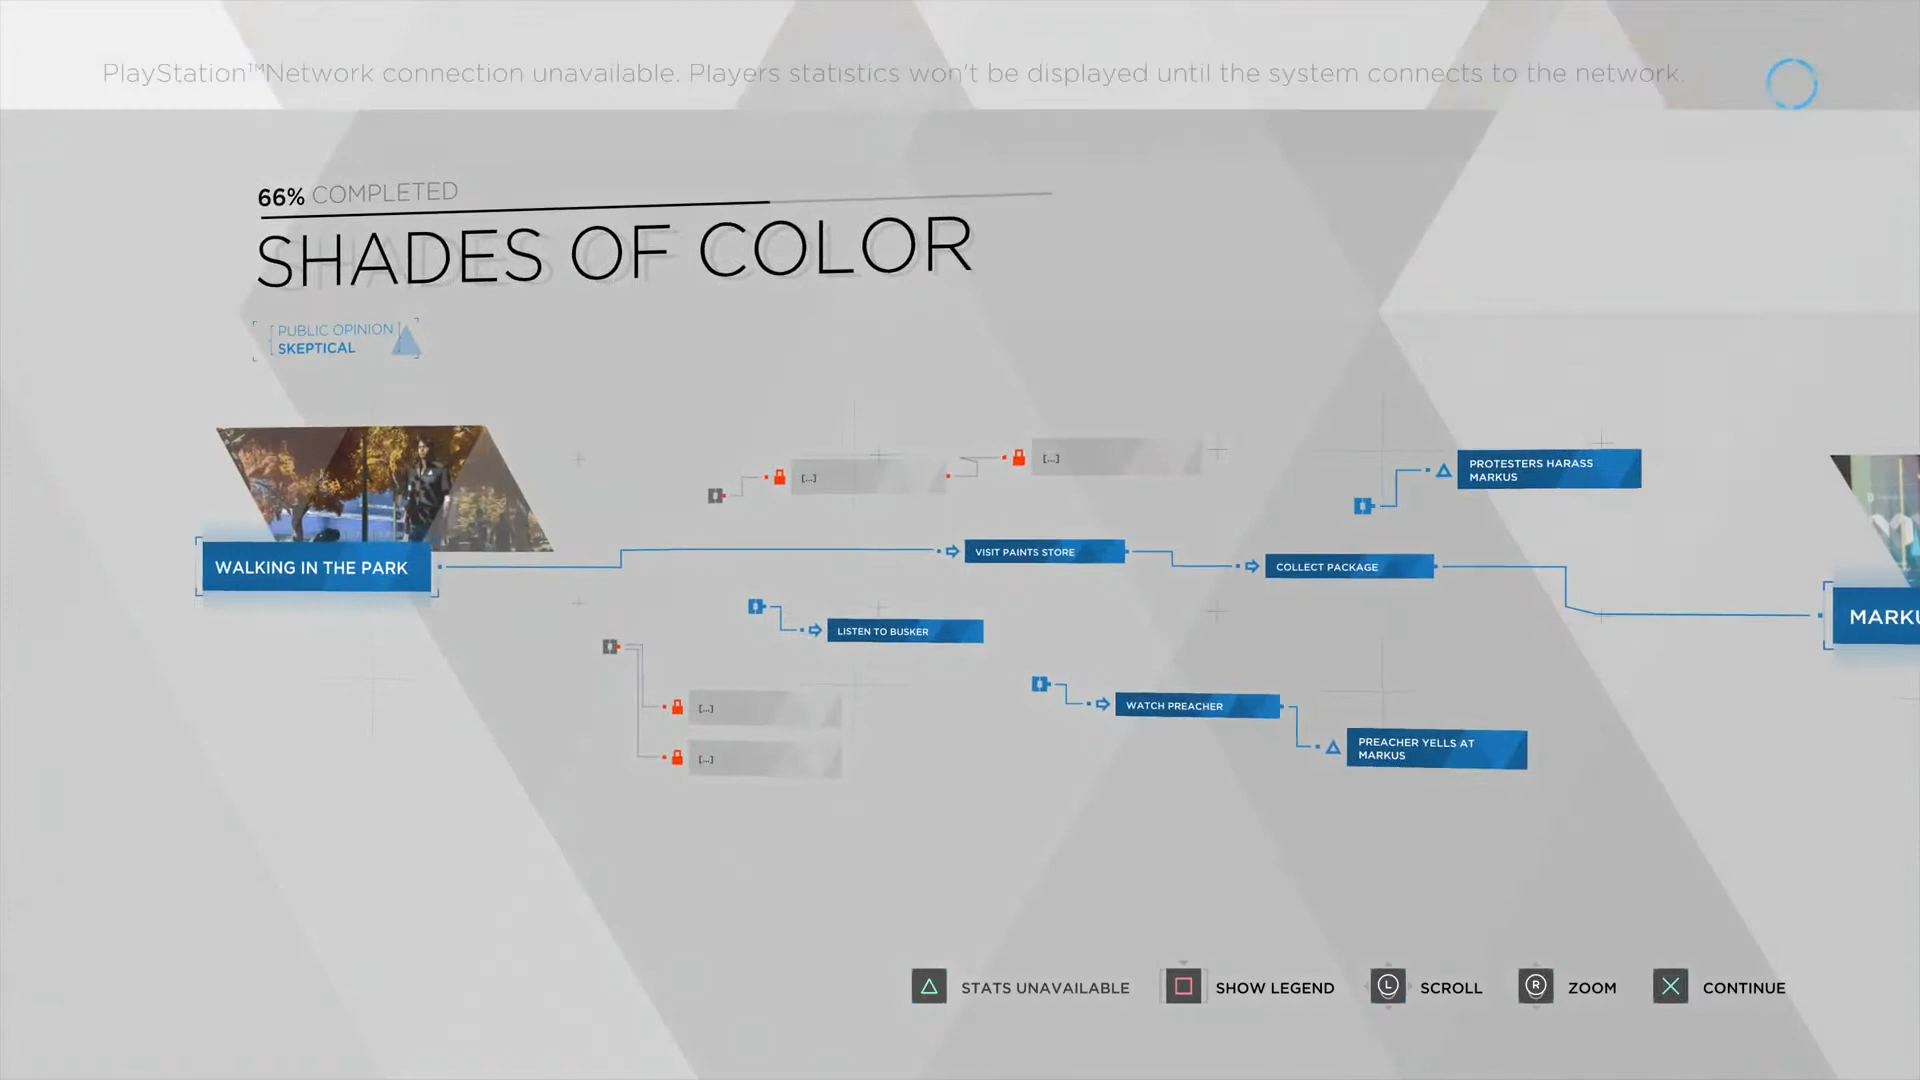 PlayStation™Network connection unavailable. Players statistics won't be displayed until the system connects to the network.
66% COMPLETED
SHADES OF COLOR
PUBLIC OPINION
SKEPTICAL
[...]
[...]
PROTESTERS HARASS
MARKUS
WALKING IN THE PARK
VISIT PAINTS STORE
COLLECT PACKAGE
LISTEN TO BUSKER
MARKU
[...]
WATCH PREACHER
[...]
PREACHER YELLS AT
MARKUS
STATS UNAVAILABLE
SHOW LEGEND
L SCROLL
R ZOOM
CONTINUE